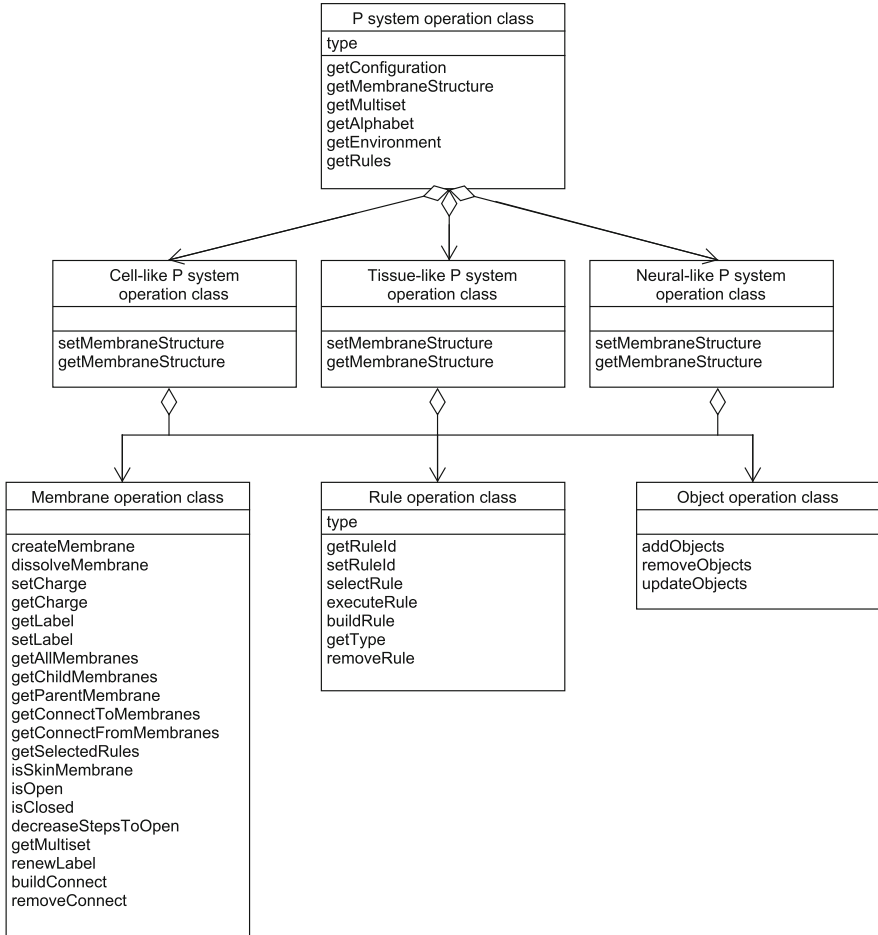 P system operation class
type
getConfiguration
getMembraneStructure
getMultiset
getAlphabet
getEnvironment
getRules
Cell-like P system
operation class
setMembraneStructure
getMembraneStructure
Tissue-like P system
operation class
setMembraneStructure
getMembraneStructure
Neural-like P system
operation class
setMembraneStructure
getMembraneStructure
Membrane operation class
createMembrane
dissolveMembrane
setCharge
getCharge
getLabel
setLabel
getAllMembranes
getChildMembranes
getParentMembrane
getConnectToMembranes
getConnectFromMembranes
getSelectedRules
isSkinMembrane
isOpen
isClosed
decreaseStepsToOpen
getMultiset
renewLabel
buildConnect
removeConnect
Rule operation class
type
getRuleId
setRuleId
selectRule
executeRule
buildRule
getType
removeRule
Object operation class
addObjects
removeObjects
updateObjects